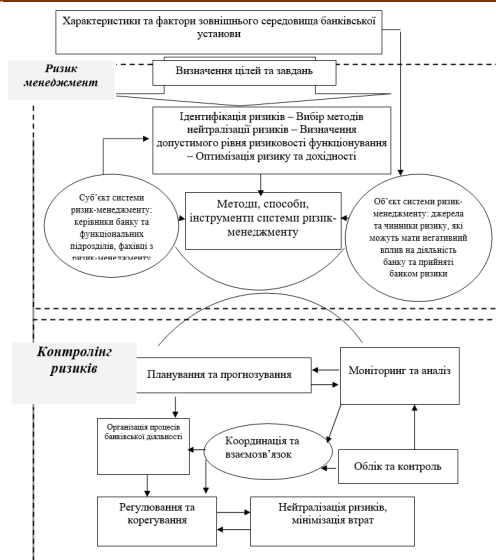 Характеристики та фактори зовнішнього середовища банківської
установи
Ризик
менеджмент
Визначення цілей та завдань
Ідентифікація ризиків – Вибір методів
нейтралізації ризиків – Визначення
допустимого рівня ризиковості функціонування
– Оптимізація ризику та дохідності
Суб’єкт системи
ризик-менеджменту:
керівники банку та
функціональних
підрозділів, фахівці з
ризик-менеджменту
Методи, способи,
інструменти системи ризик-
менеджменту
Об’єкт системи ризик-
менеджменту: джерела
та чинники ризику, які
можуть мати негативний
вплив на діяльність
банку та прийняті
банком ризики
Контролінг
ризиків
Планування та прогнозування
Моніторинг та аналіз
Організація процесів
банківської діяльності
Координація та
взаємозв’язок
Облік та контроль
Регулювання та
корегування
Нейтралізація ризиків,
мінімізація втрат